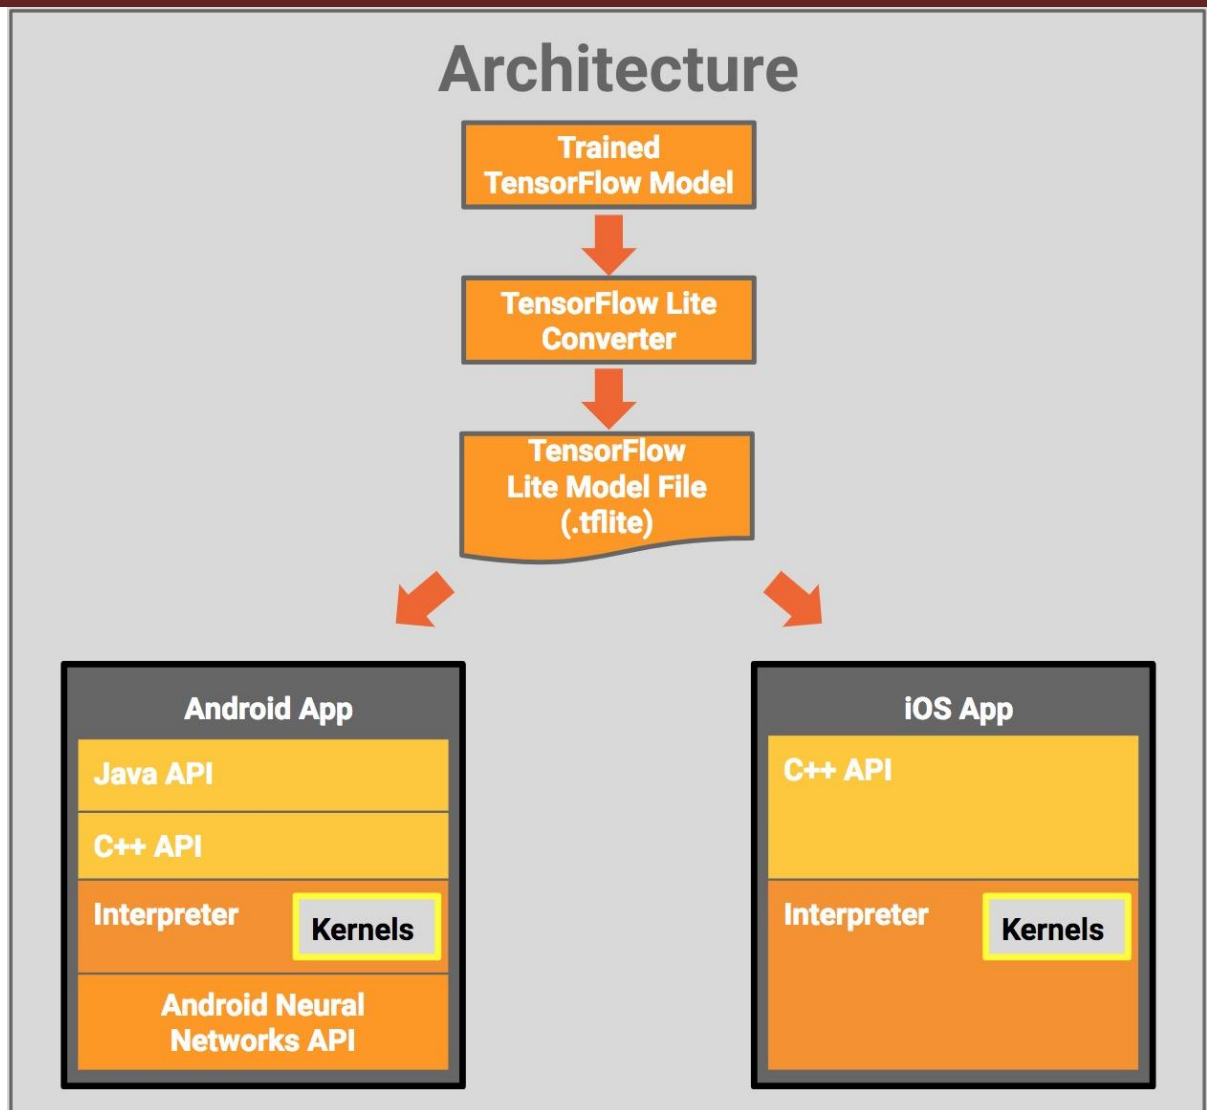 Architecture
Trained
TensorFlow Model
TensorFlow Lite
Converter
TensorFlow
Lite Model File
(.tflite)
Android App
Java API
C++ API
Interpreter
Kernels
Android Neural
Networks API
iOS App
C++ API
Interpreter
Kernels